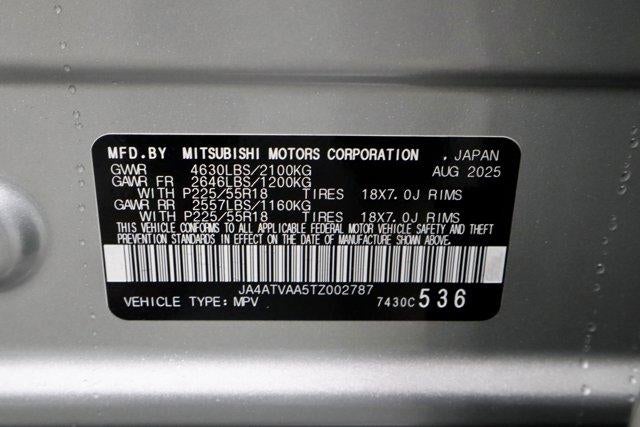 MFD.BY MITSUBISHI MOTORS CORPORATION . JAPAN
GVWR 4630LBS/2100KG AUG 2025
GAWR FR 2646LBS/1200KG
WITH P225/55R18 TIRES 18X7.0J RIMS
GAWR RR 2557LBS/1160KG
WITH P225/55R18 TIRES 18X7.0J RIMS
THIS VEHICLE CONFORMS TO ALL APPLICABLE FEDERAL MOTOR VEHICLE SAFETY AND THEFT
PREVENTION STANDARDS IN EFFECT ON THE DATE OF MANUFACTURE SHOWN ABOVE.
JA4ATVAA5TZ002787
VEHICLE TYPE: MPV 7430C 536